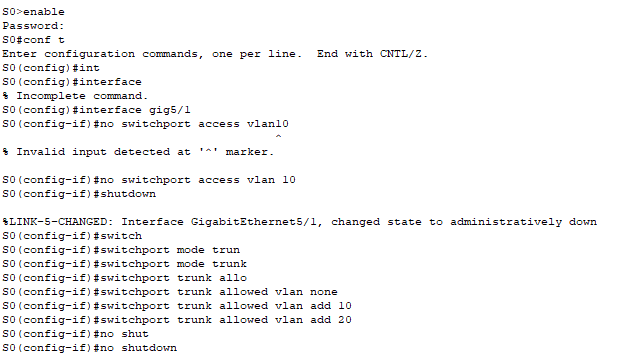 S0>enable
Password:
S0#conf t
Enter configuration commands, one per line.  End with CNTL/Z.
S0(config)#int
S0(config)#interface
% Incomplete command.
S0(config)#interface gig5/1
S0(config-if)#no switchport access vlan10
^
% Invalid input detected at '^' marker.
S0(config-if)#no switchport access vlan 10
S0(config-if)#shutdown
%LINK-5-CHANGED: Interface GigabitEthernet5/1, changed state to administratively down
S0(config-if)#switch
S0(config-if)#switchport mode trun
S0(config-if)#switchport mode trunk
S0(config-if)#switchport trunk allo
S0(config-if)#switchport trunk allowed vlan none
S0(config-if)#switchport trunk allowed vlan add 10
S0(config-if)#switchport trunk allowed vlan add 20
S0(config-if)#no shut
S0(config-if)#no shutdown